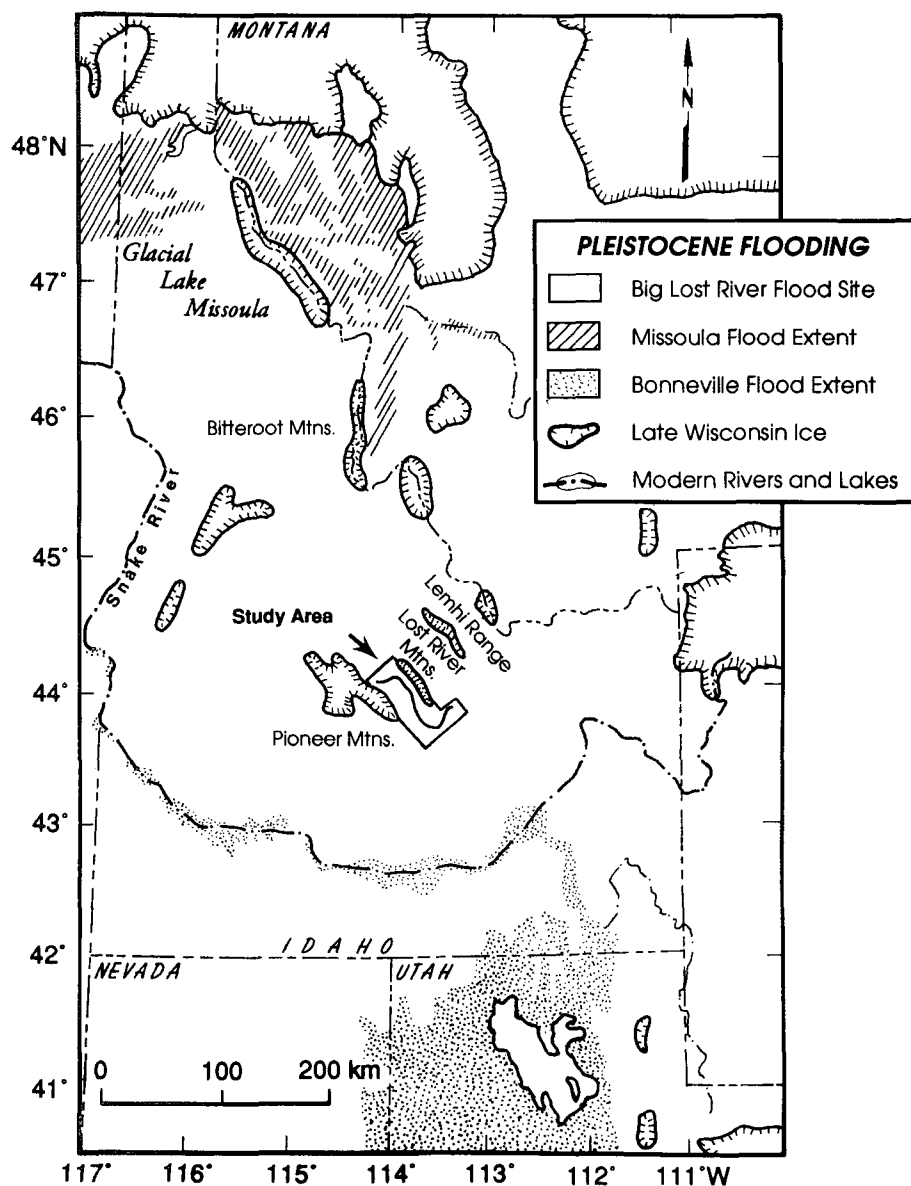 MONTANA
N
48°N
47°
46°
45°
44°
43°
42°
41°
Glacial
Lake
Missoula
PLEISTOCENE FLOODING
Big Lost River Flood Site
Missoula Flood Extent
Bonneville Flood Extent
Late Wisconsin Ice
Modern Rivers and Lakes
Bitteroot Mtns.
Snake River
Study Area
Lemhi Range
Lost River
Mtns.
Pioneer Mtns.
IDAHO
NEVADA
UTAH
0 100 200 km
117° 116° 115° 114° 113° 112° 111°W